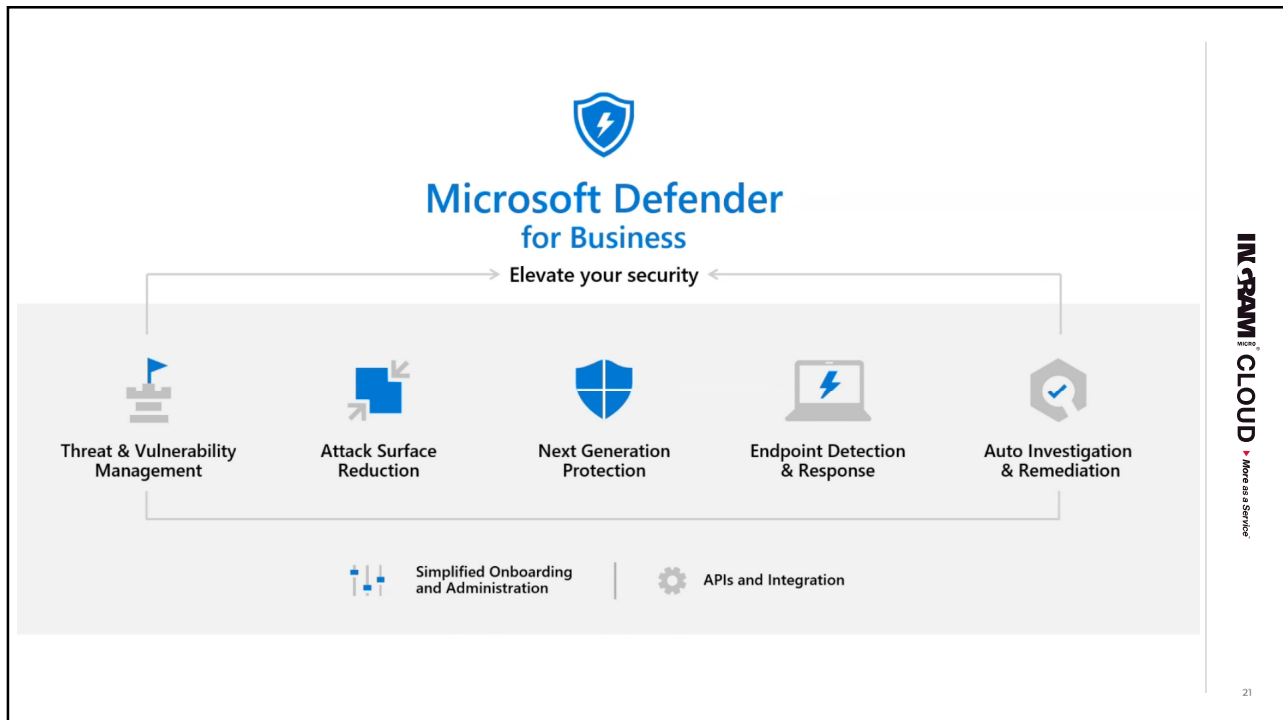 Microsoft Defender
for Business
Elevate your security
Threat & Vulnerability
Management
Attack Surface
Reduction
Next Generation
Protection
Endpoint Detection
& Response
Auto Investigation
& Remediation
Simplified Onboarding
and Administration
APIs and Integration
INGRAM MICRO® CLOUD More as a Service™
21